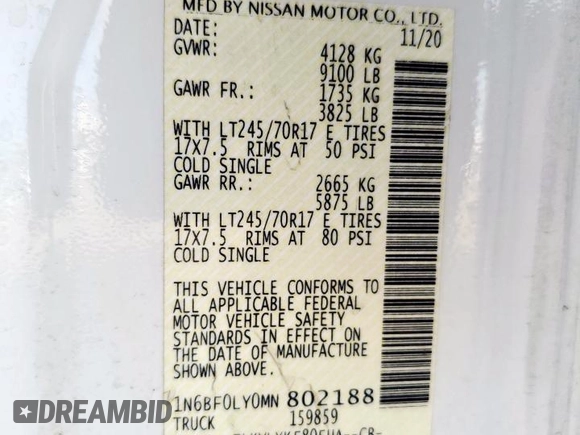 MFD BY NISSAN MOTOR CO., LTD.
DATE: 11/20
GVWR: 4128 KG
9100 LB
GAWR FR.: 1735 KG
3825 LB
WITH LT245/70R17 E TIRES
17X7.5 RIMS AT 50 PSI
COLD SINGLE
GAWR RR.: 2665 KG
5875 LB
WITH LT245/70R17 E TIRES
17X7.5 RIMS AT 80 PSI
COLD SINGLE
THIS VEHICLE CONFORMS TO
ALL APPLICABLE FEDERAL
MOTOR VEHICLE SAFETY
STANDARDS IN EFFECT ON
THE DATE OF MANUFACTURE
SHOWN ABOVE.
1N6BF0LY0MN 802188
TRUCK 159859
DREAMBID.COM